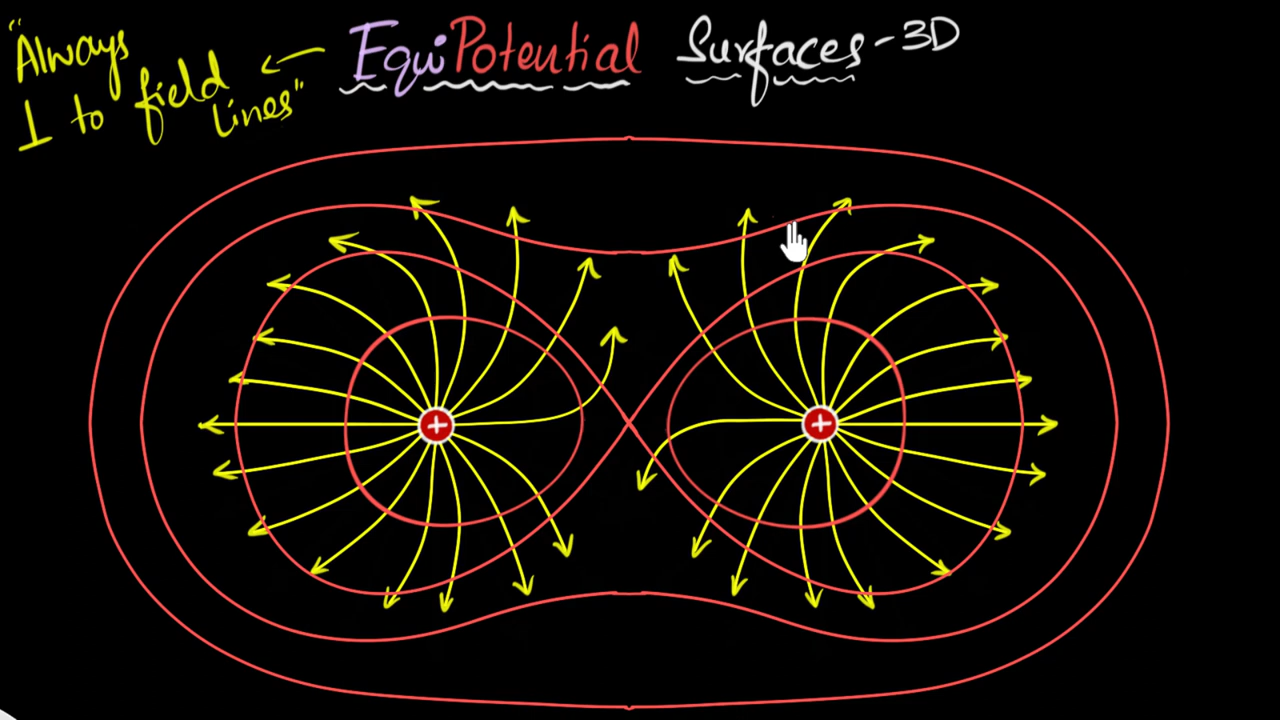 "Always
⊥ to field
lines"
← EquiPotential Surfaces - 3D
+
+